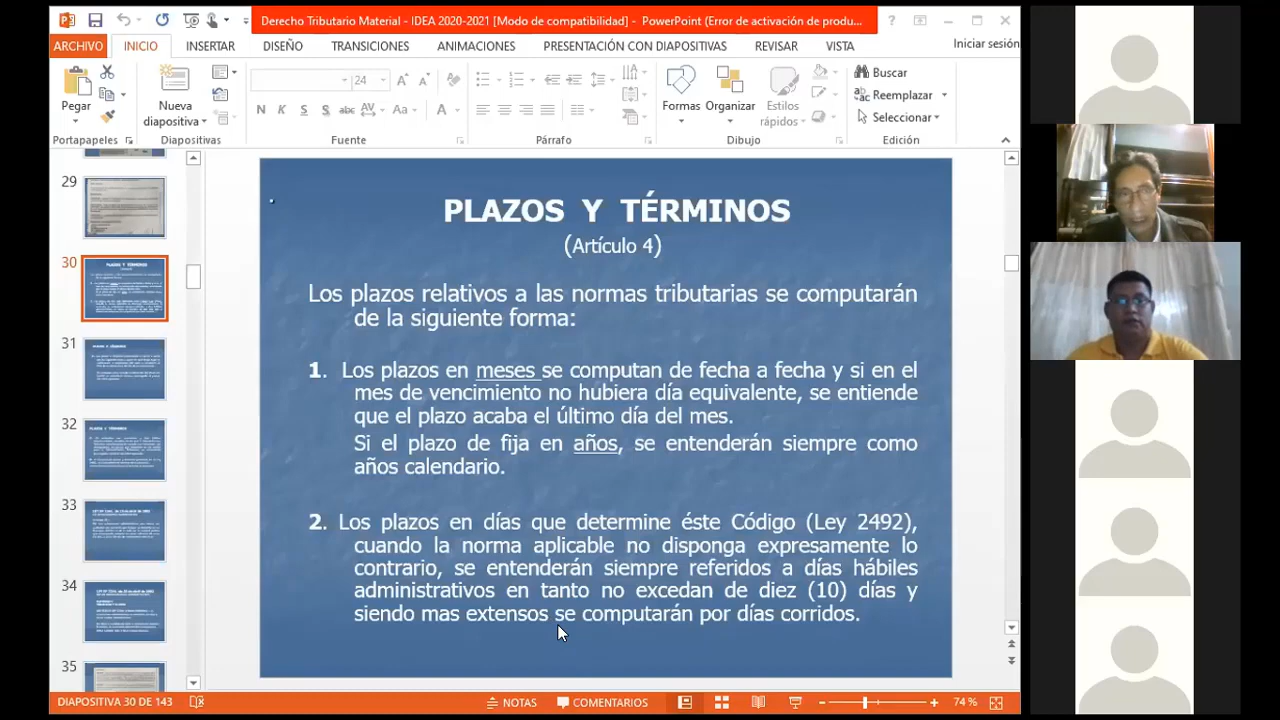 Derecho Tributario Material - IDEA 2020-2021 [Modo de compatibilidad] - PowerPoint (Error de activación de produ...
ARCHIVO INICIO INSERTAR DISEÑO TRANSICIONES ANIMACIONES PRESENTACIÓN CON DIAPOSITIVAS REVISAR VISTA Iniciar sesión
Pegar
Nueva diapositiva
24
N K S abc AV Aa A
Formas Organizar Estilos rápidos
Buscar
Reemplazar
Seleccionar
Portapapeles Diapositivas Fuente Párrafo Dibujo Edición
29
30
31
32
33
34
35
PLAZOS Y TÉRMINOS
(Artículo 4)
Los plazos relativos a las normas tributarias se computarán
de la siguiente forma:
1. Los plazos en meses se computan de fecha a fecha y si en el
mes de vencimiento no hubiera día equivalente, se entiende
que el plazo acaba el último día del mes.
Si el plazo de fija en años, se entenderán siempre como
años calendario.
2. Los plazos en días que determine éste Código (Ley 2492),
cuando la norma aplicable no disponga expresamente lo
contrario, se entenderán siempre referidos a días hábiles
administrativos en tanto no excedan de diez (10) días y
siendo mas extensos se computarán por días corridos.
DIAPOSITIVA 30 DE 143 NOTAS COMENTARIOS 74 %